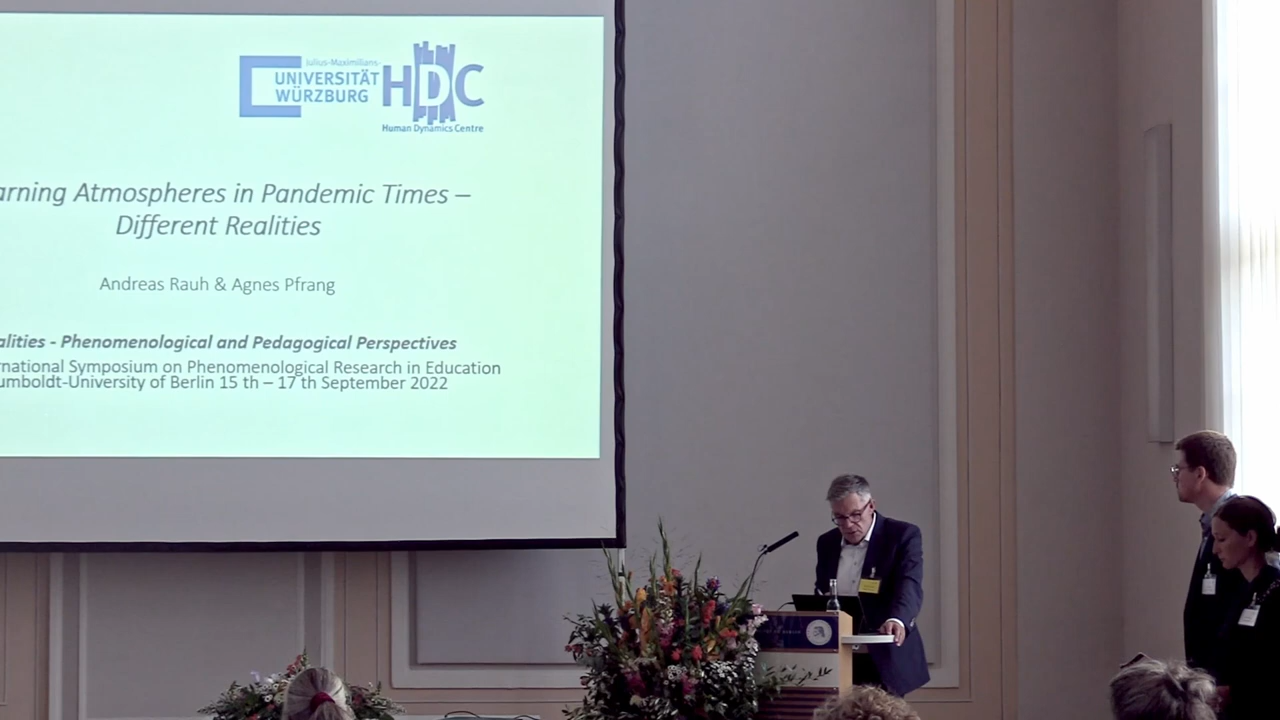 Julius-Maximilians-
UNIVERSITÄT
WÜRZBURG
HDC
Human Dynamics Centre
arning Atmospheres in Pandemic Times –
Different Realities
Andreas Rauh & Agnes Pfrang
alities - Phenomenological and Pedagogical Perspectives
rnational Symposium on Phenomenological Research in Education
umboldt-University of Berlin 15 th – 17 th September 2022